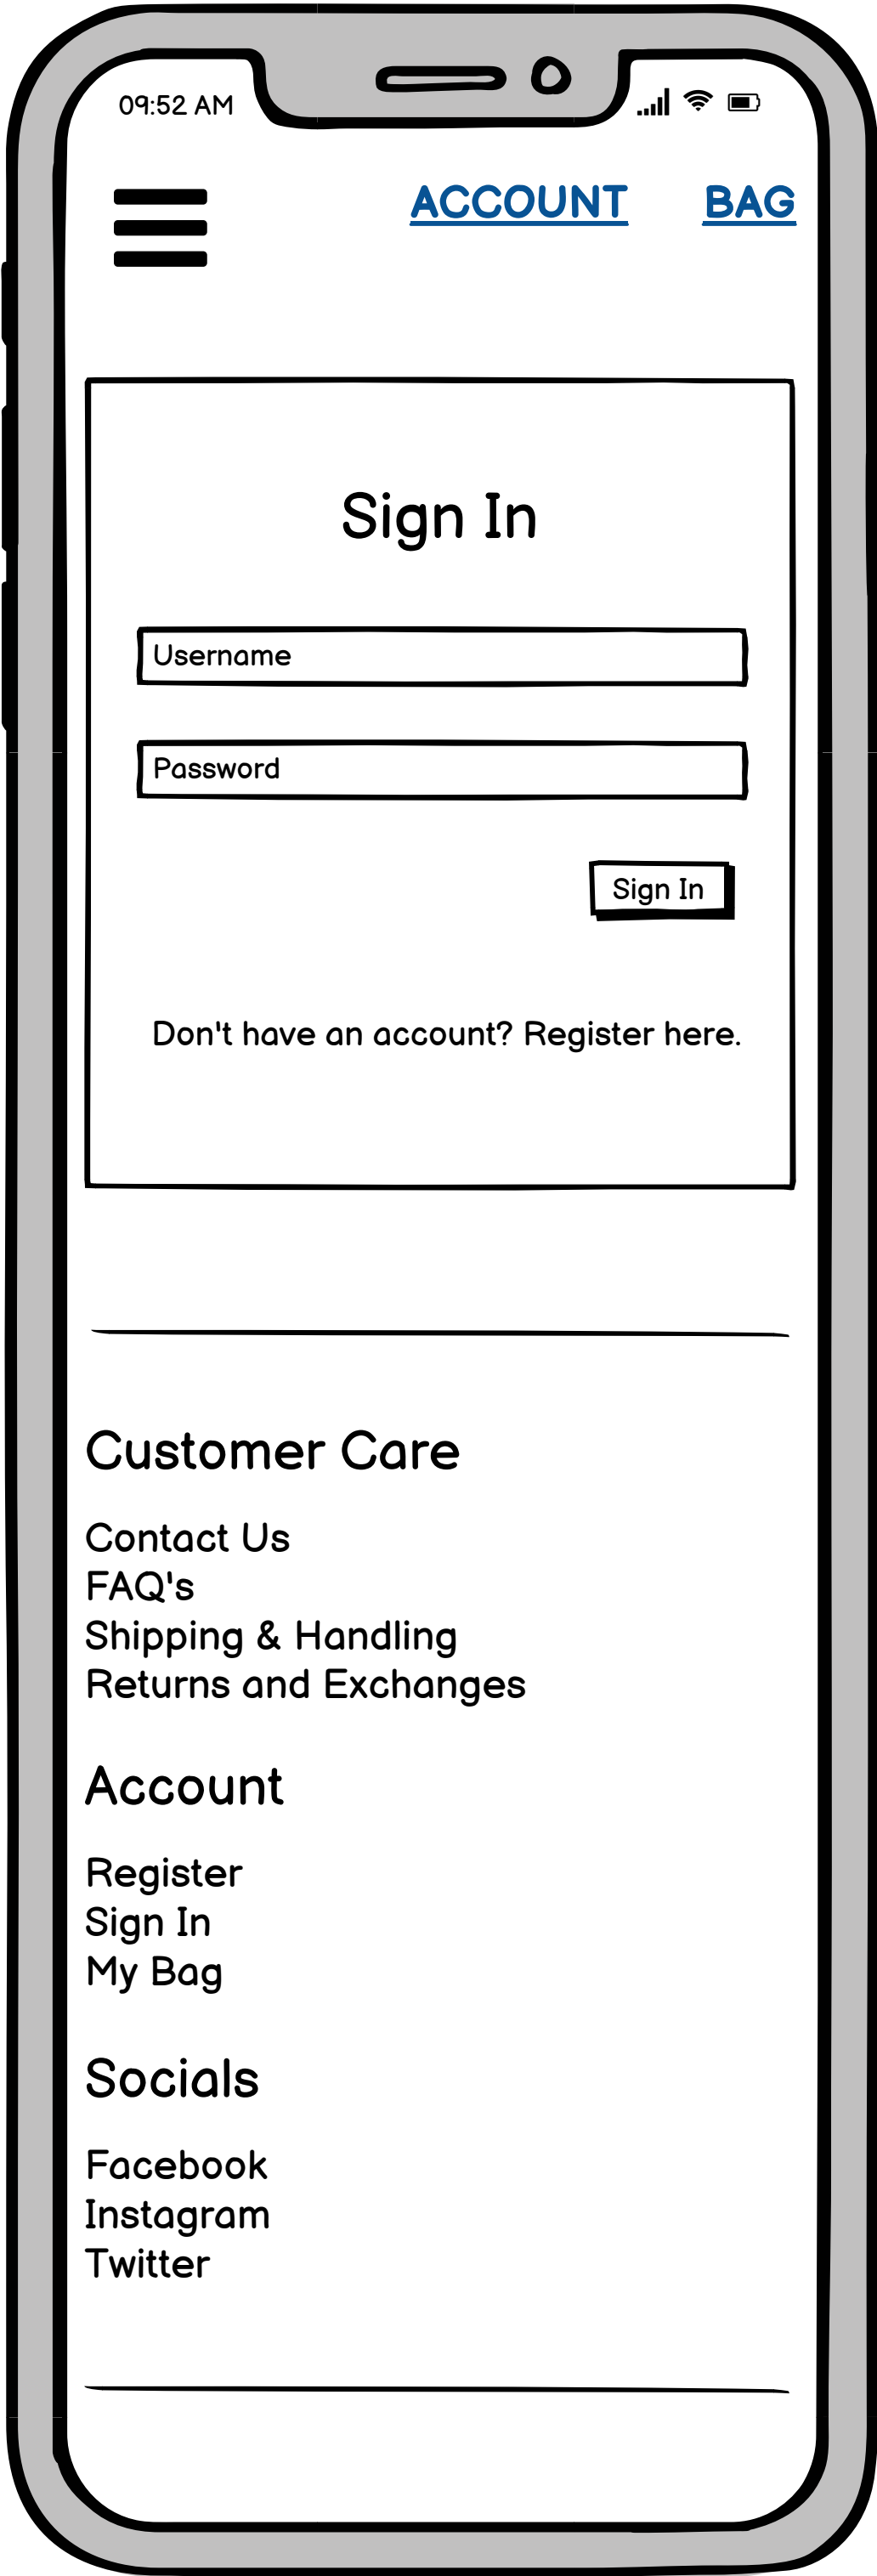 09:52 AM
ACCOUNT BAG
Sign In
Username
Password
Sign In
Don't have an account? Register here.
Customer Care
Contact Us
FAQ's
Shipping & Handling
Returns and Exchanges
Account
Register
Sign In
My Bag
Socials
Facebook
Instagram
Twitter